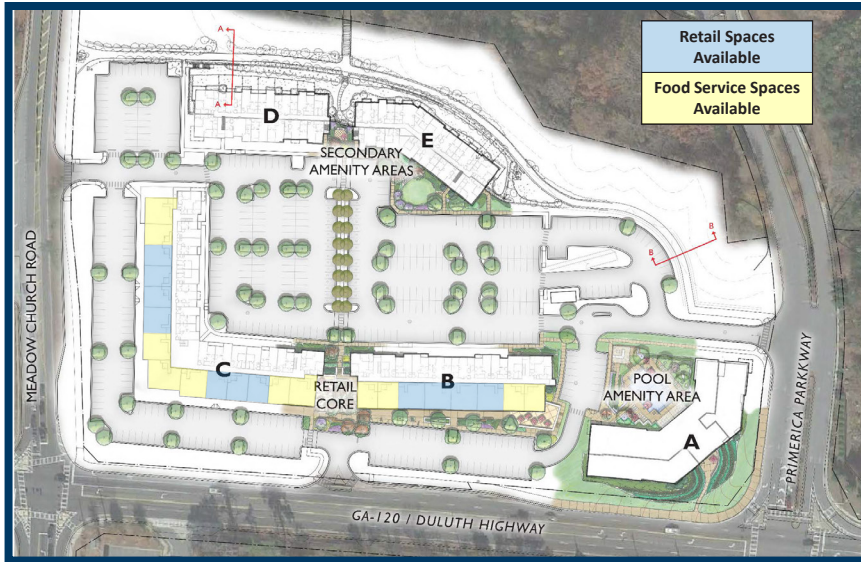 Retail Spaces
Available
Food Service Spaces
Available
A
A
D
E
SECONDARY
AMENITY AREAS
B
B
MEADOW CHURCH ROAD
C
RETAIL
CORE
B
POOL
AMENITY AREA
A
PRIMERICA PARKKWAY
GA-120 / DULUTH HIGHWAY